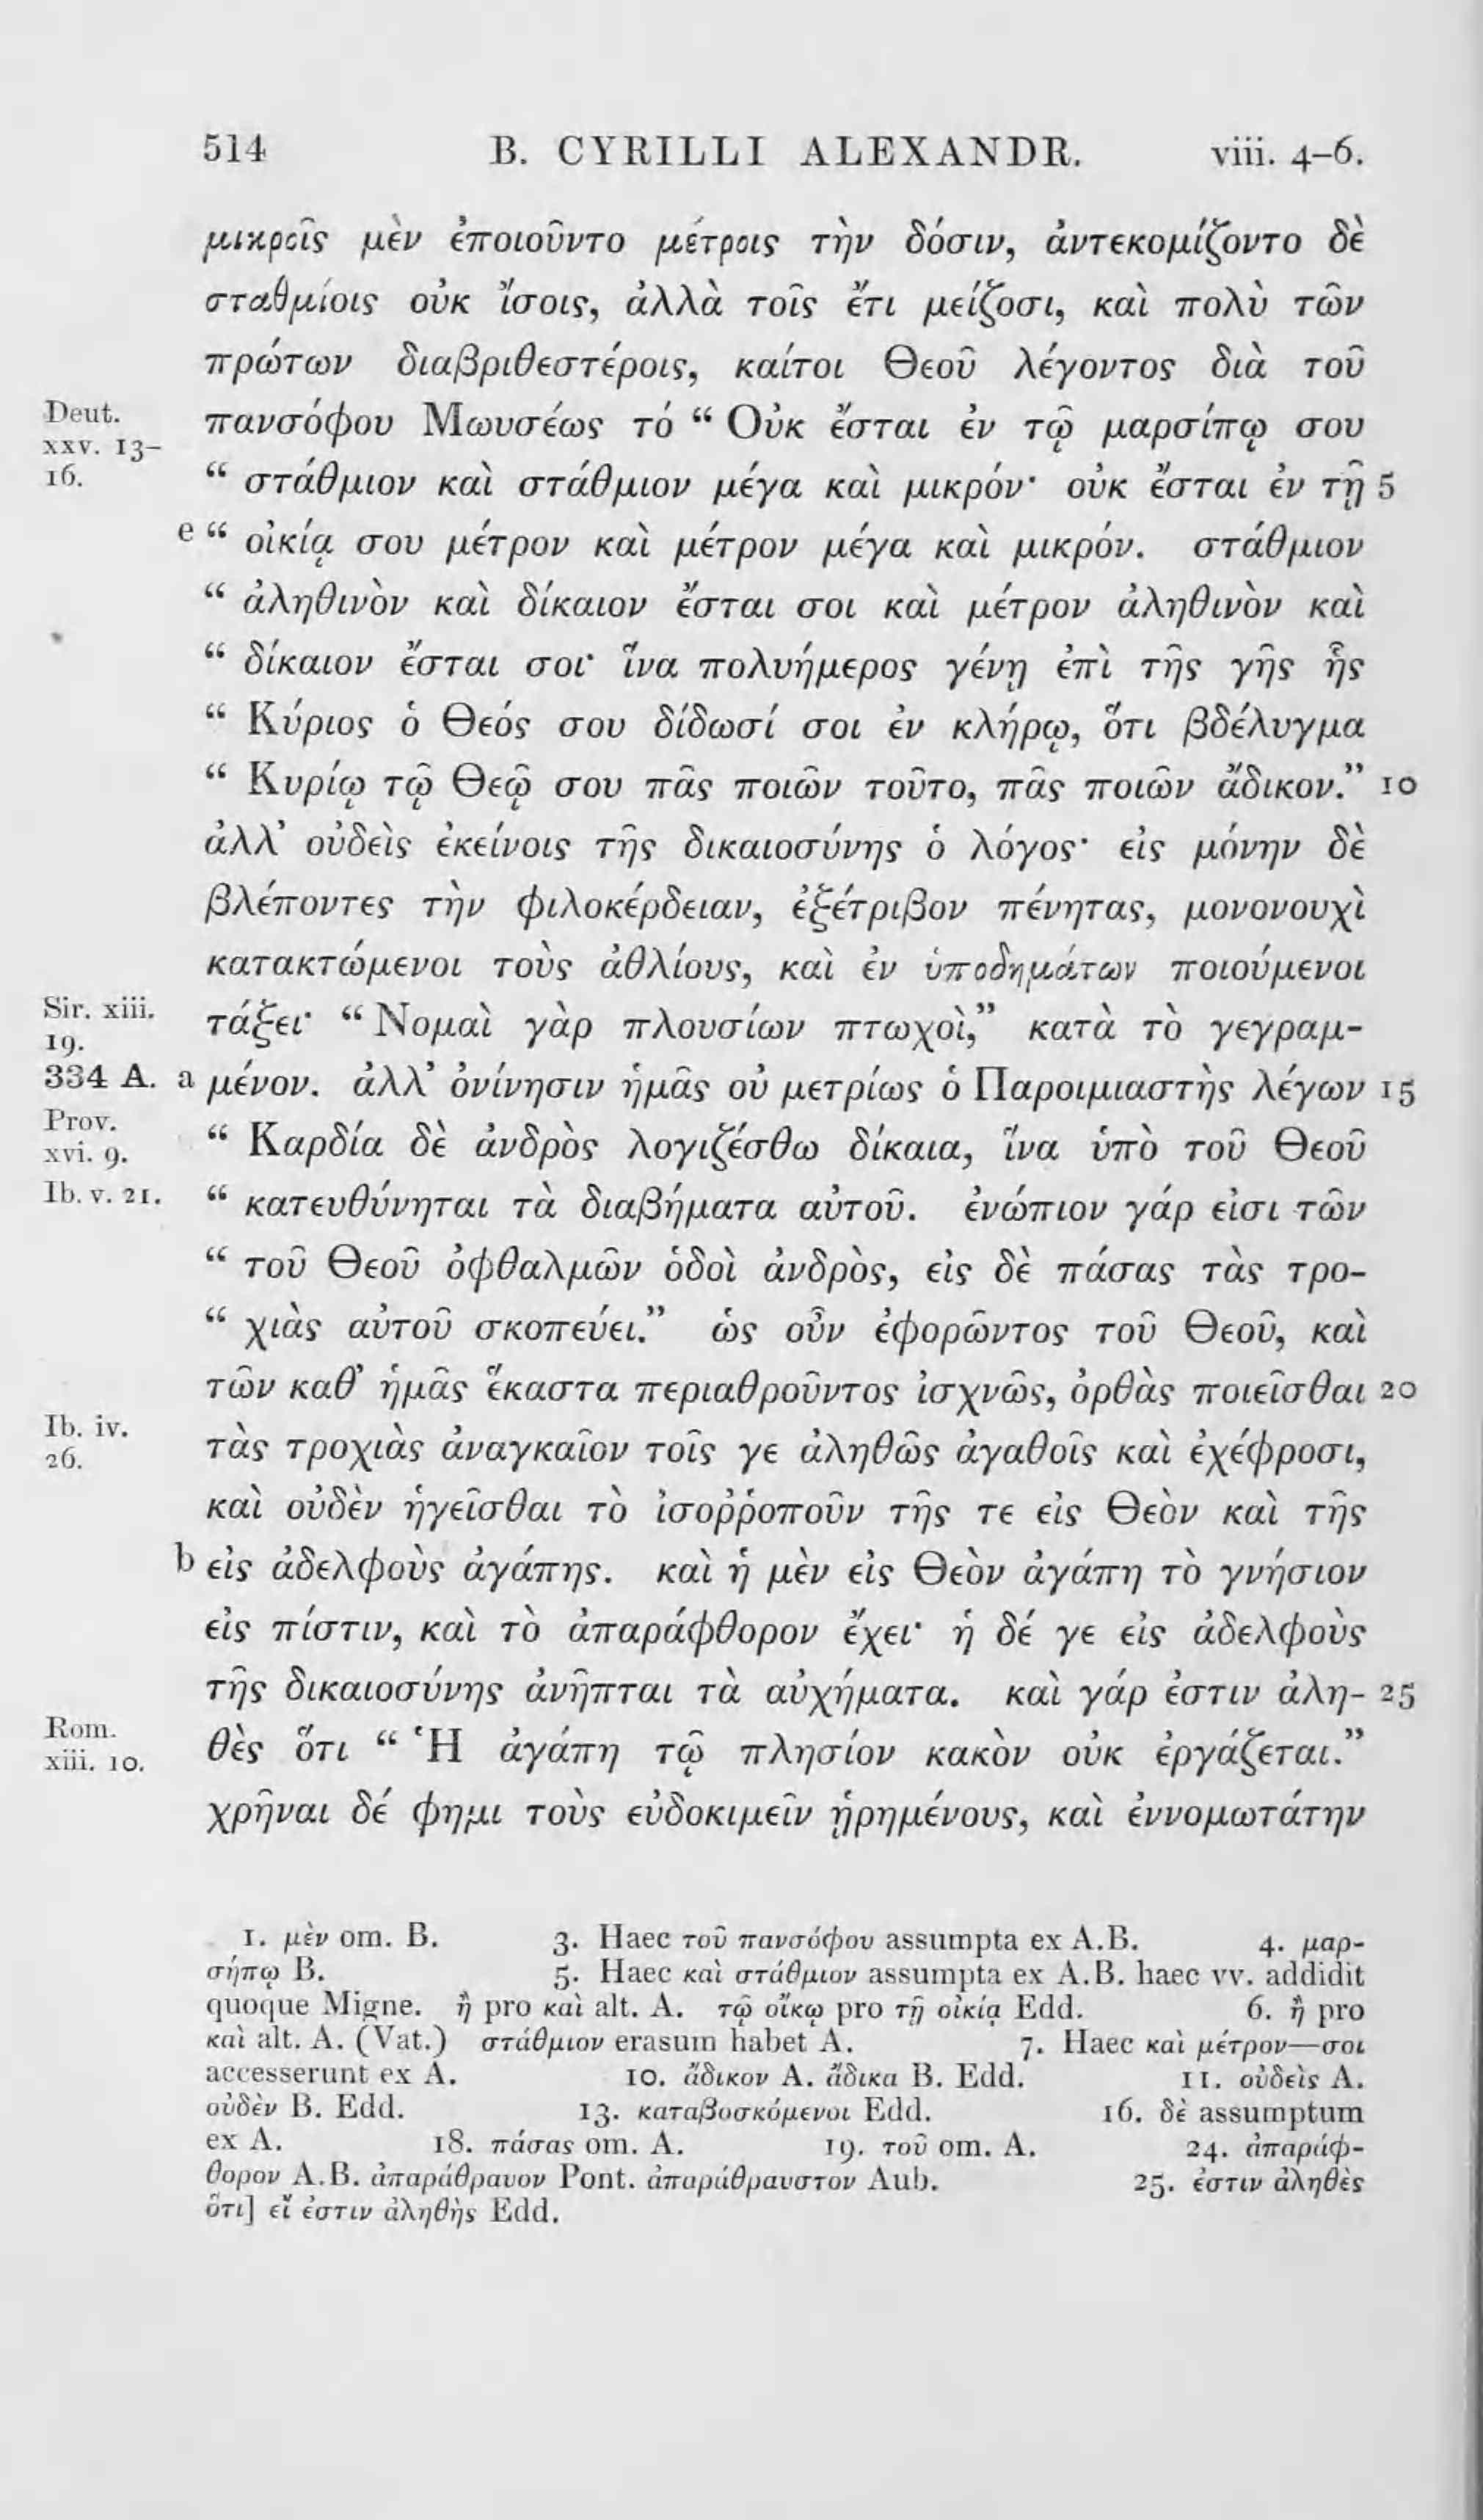 514 B. CYRILLI ALEXANDR. viii. 4–6.
μικροῖς μὲν ἐποιοῦντο μέτροις τὴν δόσιν, ἀντεκομίζοντο δὲ
σταθμίοις οὐκ ἴσοις, ἀλλὰ τοῖς ἔτι μείζοσι, καὶ πολὺ τῶν
πρώτων διαβριθεστέροις, καίτοι Θεοῦ λέγοντος διὰ τοῦ
Deut. πανσόφου Μωυσέως τό “ Οὐκ ἔσται ἐν τῷ μαρσίπῳ σου
xxv. 13–
16. “ στάθμιον καὶ στάθμιον μέγα καὶ μικρόν· οὐκ ἔσται ἐν τῇ 5
e “ οἰκίᾳ σου μέτρον καὶ μέτρον μέγα καὶ μικρόν. στάθμιον
“ ἀληθινὸν καὶ δίκαιον ἔσται σοι καὶ μέτρον ἀληθινὸν καὶ
“ δίκαιον ἔσται σοι· ἵνα πολυήμερος γένῃ ἐπὶ τῆς γῆς ἧς
“ Κύριος ὁ Θεός σου δίδωσί σοι ἐν κλήρῳ, ὅτι βδέλυγμα
“ Κυρίῳ τῷ Θεῷ σου πᾶς ποιῶν τοῦτο, πᾶς ποιῶν ἄδικον.” 10
ἀλλ’ οὐδεὶς ἐκείνοις τῆς δικαιοσύνης ὁ λόγος· εἰς μόνην δὲ
βλέποντες τὴν φιλοκέρδειαν, ἐξέτριβον πένητας, μονονουχὶ
κατακτώμενοι τοὺς ἀθλίους, καὶ ἐν ὑποδημάτων ποιούμενοι
Sir. xiii. τάξει· “ Νομαὶ γὰρ πλουσίων πτωχοὶ,” κατὰ τὸ γεγραμ-
19.
334 A. a μένον. ἀλλ’ ὀνίνησιν ἡμᾶς οὐ μετρίως ὁ Παροιμιαστὴς λέγων 15
Prov.
xvi. 9. “ Καρδία δὲ ἀνδρὸς λογιζέσθω δίκαια, ἵνα ὑπὸ τοῦ Θεοῦ
Ib. v. 21. “ κατευθύνηται τὰ διαβήματα αὐτοῦ. ἐνώπιον γάρ εἰσι τῶν
“ τοῦ Θεοῦ ὀφθαλμῶν ὁδοὶ ἀνδρὸς, εἰς δὲ πάσας τὰς τρο-
“ χιὰς αὐτοῦ σκοπεύει.” ὡς οὖν ἐφορῶντος τοῦ Θεοῦ, καὶ
τῶν καθ’ ἡμᾶς ἕκαστα περιαθροῦντος ἰσχνῶς, ὀρθὰς ποιεῖσθαι 20
Ib. iv.
26. τὰς τροχιὰς ἀναγκαῖον τοῖς γε ἀληθῶς ἀγαθοῖς καὶ ἐχέφροσι,
καὶ οὐδὲν ἡγεῖσθαι τὸ ἰσοῤῥοποῦν τῆς τε εἰς Θεὸν καὶ τῆς
b εἰς ἀδελφοὺς ἀγάπης. καὶ ἡ μὲν εἰς Θεὸν ἀγάπη τὸ γνήσιον
εἰς πίστιν, καὶ τὸ ἀπαράφθορον ἔχει· ἡ δέ γε εἰς ἀδελφοὺς
τῆς δικαιοσύνης ἀνῆπται τὰ αὐχήματα. καὶ γάρ ἐστιν ἀλη- 25
Rom.
xiii. 10. θὲς ὅτι “ Ἡ ἀγάπη τῷ πλησίον κακὸν οὐκ ἐργάζεται.”
χρῆναι δέ φημι τοὺς εὐδοκιμεῖν ᾑρημένους, καὶ ἐννομωτάτην
1. μὲν om. B. 3. Haec τοῦ πανσόφου assumpta ex A.B. 4. μαρ-
σήπῳ B. 5. Haec καὶ στάθμιον assumpta ex A.B. haec vv. addidit
quoque Migne. ἢ pro καὶ alt. A. τῷ οἴκῳ pro τῇ οἰκίᾳ Edd. 6. ἢ pro
καὶ alt. A. (Vat.) στάθμιον erasum habet A. 7. Haec καὶ μέτρον—σοι
accesserunt ex A. 10. ἄδικον A. ἄδικα B. Edd. 11. οὐδεὶς A.
οὐδὲν B. Edd. 13. καταβοσκόμενοι Edd. 16. δὲ assumptum
ex A. 18. πάσας om. A. 19. τοῦ om. A. 24. ἀπαράφ-
θορον A.B. ἀπαράθραυον Pont. ἀπαράθραυστον Aub. 25. ἐστιν ἀληθὲς
ὅτι] εἴ ἐστιν ἀληθὴς Edd.